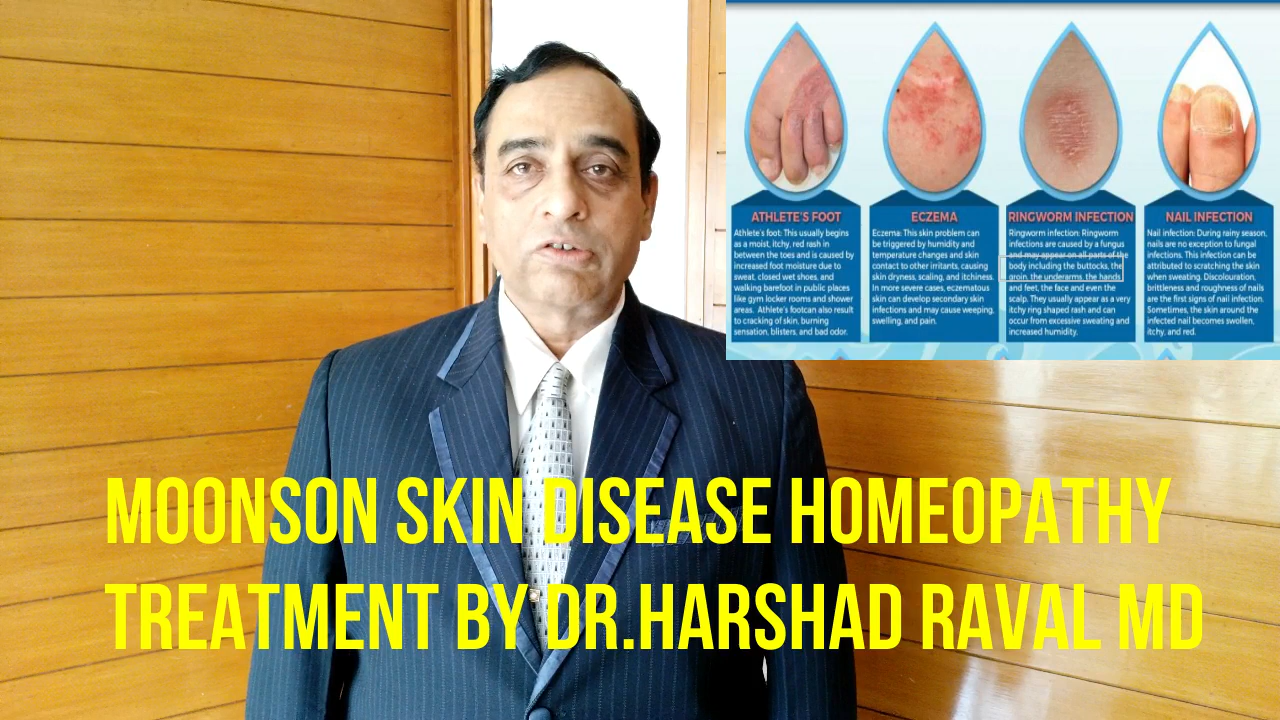 ATHLETE'S FOOT
Athlete's foot: This usually begins
as a moist, itchy, red rash in
between the toes and is caused by
increased foot moisture due to
sweat, closed wet shoes, and
walking barefoot in public places
like gym locker rooms and shower
areas. Athlete's footcan also result
to cracking of skin, burning
sensation, blisters, and bad odor.
ECZEMA
Eczema: This skin problem can
be triggered by humidity and
temperature changes and skin
contact to other irritants, causing
skin dryness, scaling, and itchiness.
In more severe cases, eczematous
skin can develop secondary skin
infections and may cause weeping,
swelling, and pain.
RINGWORM INFECTION
Ringworm infection: Ringworm
infections are caused by a fungus
and may appear on all parts of the
body including the buttocks, the
groin, the underarms, the hands
and feet, the face and even the
scalp. They usually appear as a very
itchy ring shaped rash and can
occur from excessive sweating and
increased humidity.
NAIL INFECTION
Nail infection: During rainy season,
nails are no exception to fungal
infections. This infection can be
attributed to scratching the skin
when sweating. Discolouration,
brittleness and roughness of nails
are the first signs of nail infection.
Sometimes, the skin around the
infected nail becomes swollen,
itchy, and red.
MOONSON SKIN DISEASE HOMEOPATHY
TREATMENT BY DR.HARSHAD RAVAL MD